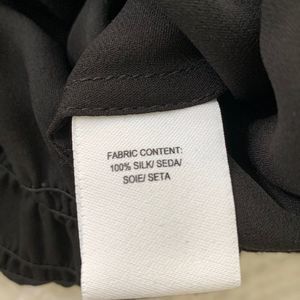 FABRIC CONTENT:
100% SILK/ SEDA/
SOIE/ SETA